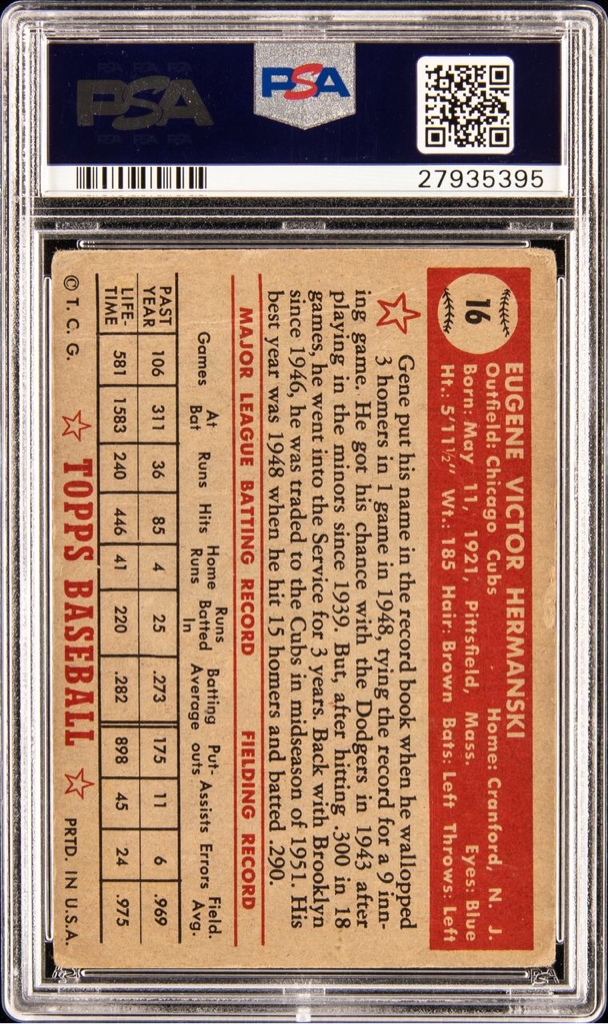 PSA
PSA
27935395
16
EUGENE VICTOR HERMANSKI
Outfield: Chicago Cubs Home: Cranford, N. J.
Born: May 11, 1921, Pittsfield, Mass. Eyes: Blue
Ht.: 5'11½" Wt.: 185 Hair: Brown Bats: Left Throws: Left
Gene put his name in the record book when he walloped
3 homers in 1 game in 1948, tying the record for a 9 inn-
ing game. He got his chance with the Dodgers in 1943 after
playing in the minors since 1939. But, after hitting .300 in 18
games, he went into the Service for 3 years. Back with Brooklyn
since 1946, he was traded to the Cubs in midseason of 1951. His
best year was 1948 when he hit 15 homers and batted .290.
MAJOR LEAGUE BATTING RECORD FIELDING RECORD
Games At Bat Runs Hits Home Runs Runs Batted In Batting Average Put-outs Assists Errors Field. Avg.
PAST YEAR 106 311 36 85 4 25 .273 175 11 6 .969
LIFE-TIME 581 1583 240 446 41 220 .282 898 45 24 .975
© T. C. G. TOPPS BASEBALL PRTD. IN U.S.A.